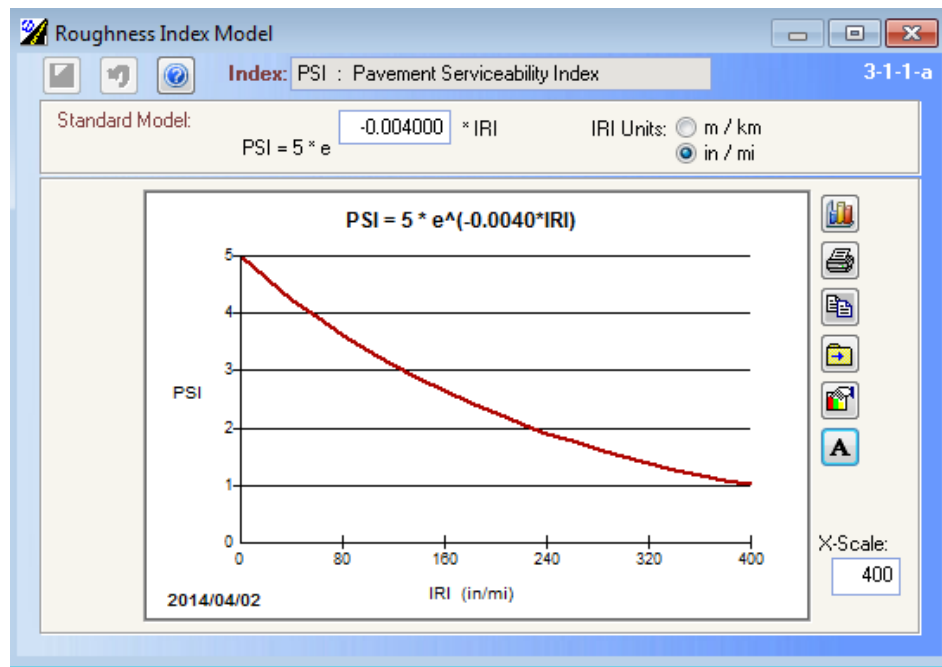 Roughness Index Model
Index: PSI : Pavement Serviceability Index 3-1-1-a
Standard Model:
PSI = 5 * e -0.004000 * IRI
IRI Units: m / km
in / mi
PSI = 5 * e^(-0.0040*IRI)
5
4
3
2
1
0
PSI
0 80 160 240 320 400
IRI (in/mi)
2014/04/02
A
X-Scale:
400